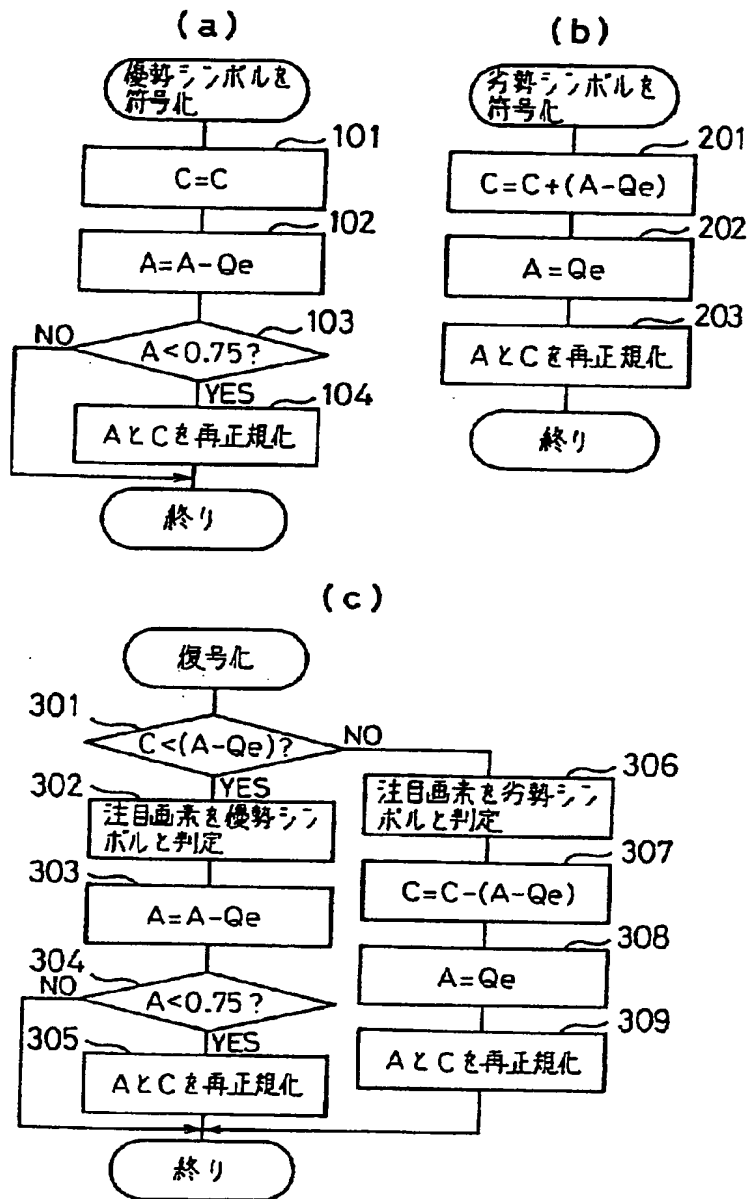 (a)
優勢シンボルを
符号化
101
C=C
102
A=A-Qe
103
NO
A<0.75?
YES
104
AとCを再正規化
終り
(b)
劣勢シンボルを
符号化
201
C=C+(A-Qe)
202
A=Qe
203
AとCを再正規化
終り
(c)
復号化
301
C<(A-Qe)?
NO
YES
302
注目画素を優勢シン
ボルと判定
303
A=A-Qe
304
NO
A<0.75?
YES
305
AとCを再正規化
306
注目画素を劣勢シン
ボルと判定
307
C=C-(A-Qe)
308
A=Qe
309
AとCを再正規化
終り